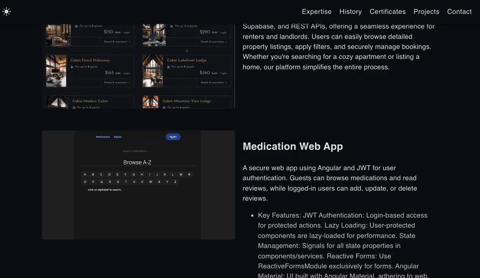 Expertise History Certificates Projects Contact
Supabase, and REST APIs, offering a seamless experience for
renters and landlords. Users can easily browse detailed
property listings, apply filters, and securely manage bookings.
Whether you're searching for a cozy apartment or listing a
home, our platform simplifies the entire process.
Cabin Forest Hideaway
Cabin Lakefront Lodge
Cabin Modern Cabin
Cabin Mountain View Lodge
Browse A-Z
Medication Web App
A secure web app using Angular and JWT for user
authentication. Guests can browse medications and read
reviews, while logged-in users can add, update, or delete
reviews.
Key Features: JWT Authentication: Login-based access
for protected actions. Lazy Loading: User-protected
components are lazy-loaded for performance. State
Management: Signals for all state properties in
components/services. Reactive Forms: Use
ReactiveFormsModule exclusively for forms. Angular
Material: UI built with Angular Material, adhering to web